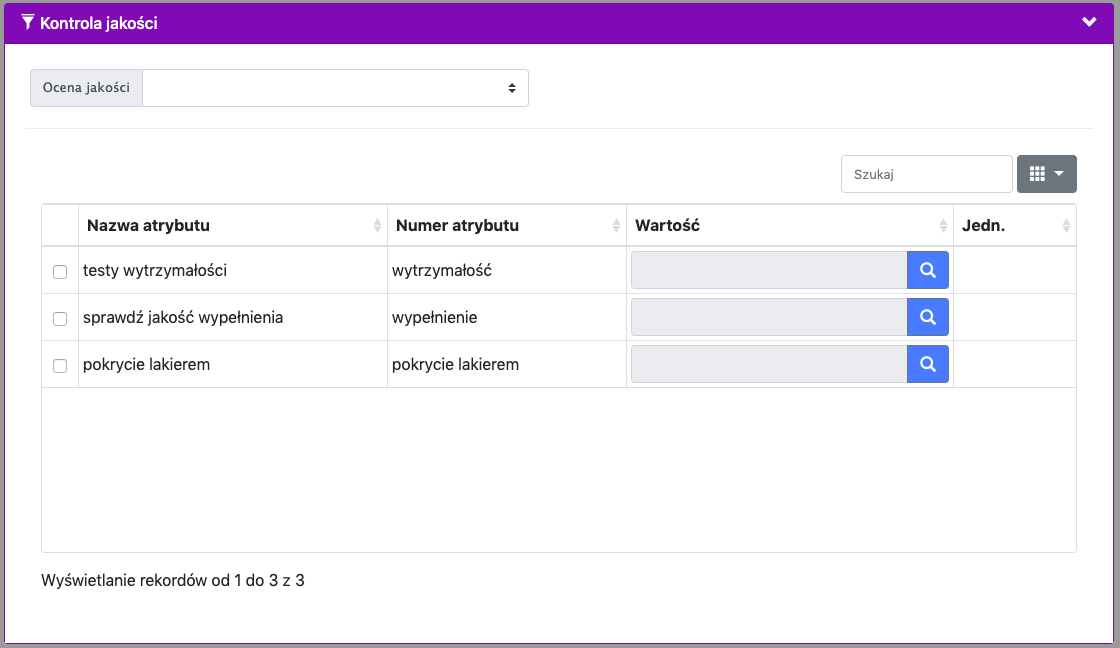 Kontrola jakości
Ocena jakości
Szukaj
Nazwa atrybutu Numer atrybutu Wartość Jedn.
testy wytrzymałości wytrzymałość
sprawdź jakość wypełnienia wypełnienie
pokrycie lakierem pokrycie lakierem
Wyświetlanie rekordów od 1 do 3 z 3